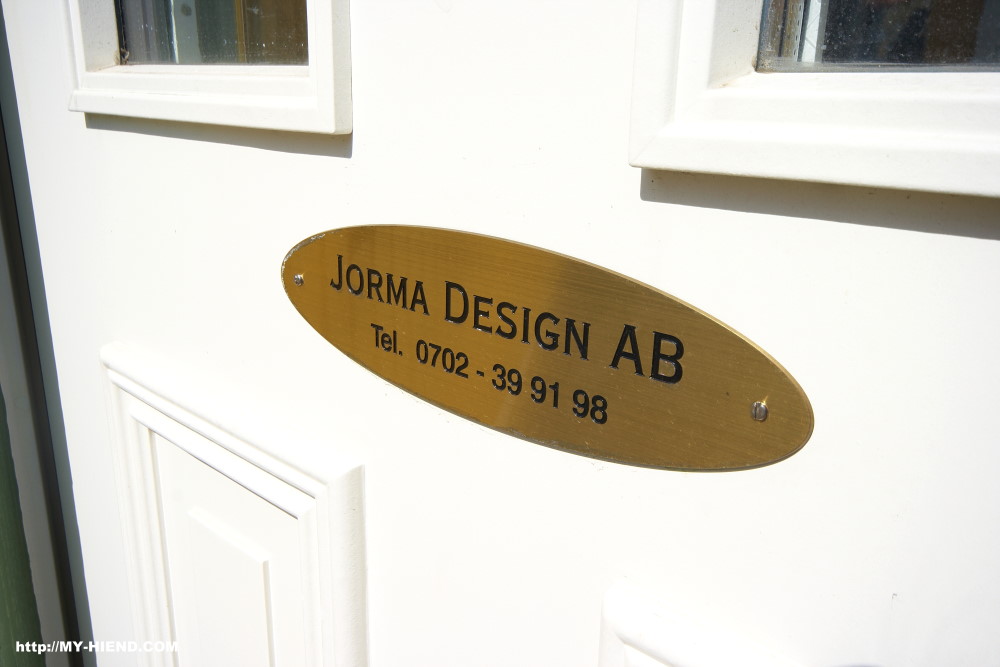 JORMA DESIGN AB
Tel. 0702 - 39 91 98
http://MY-HIEND.COM